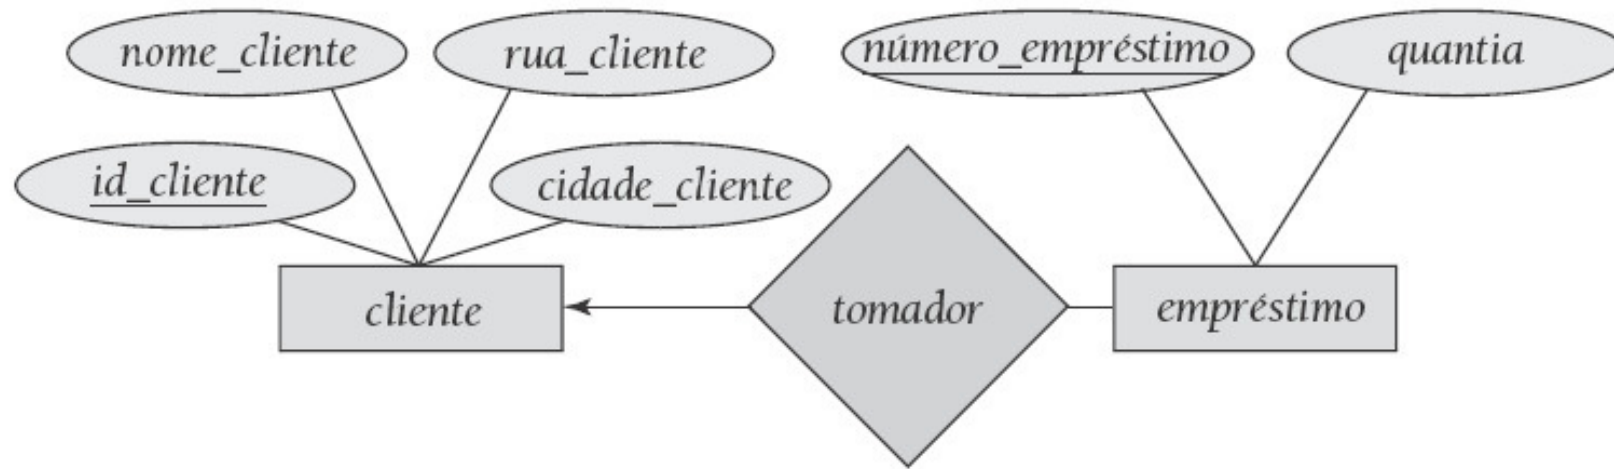 nome_cliente
rua_cliente
número_empréstimo
quantia
id_cliente
cidade_cliente
cliente
tomador
empréstimo